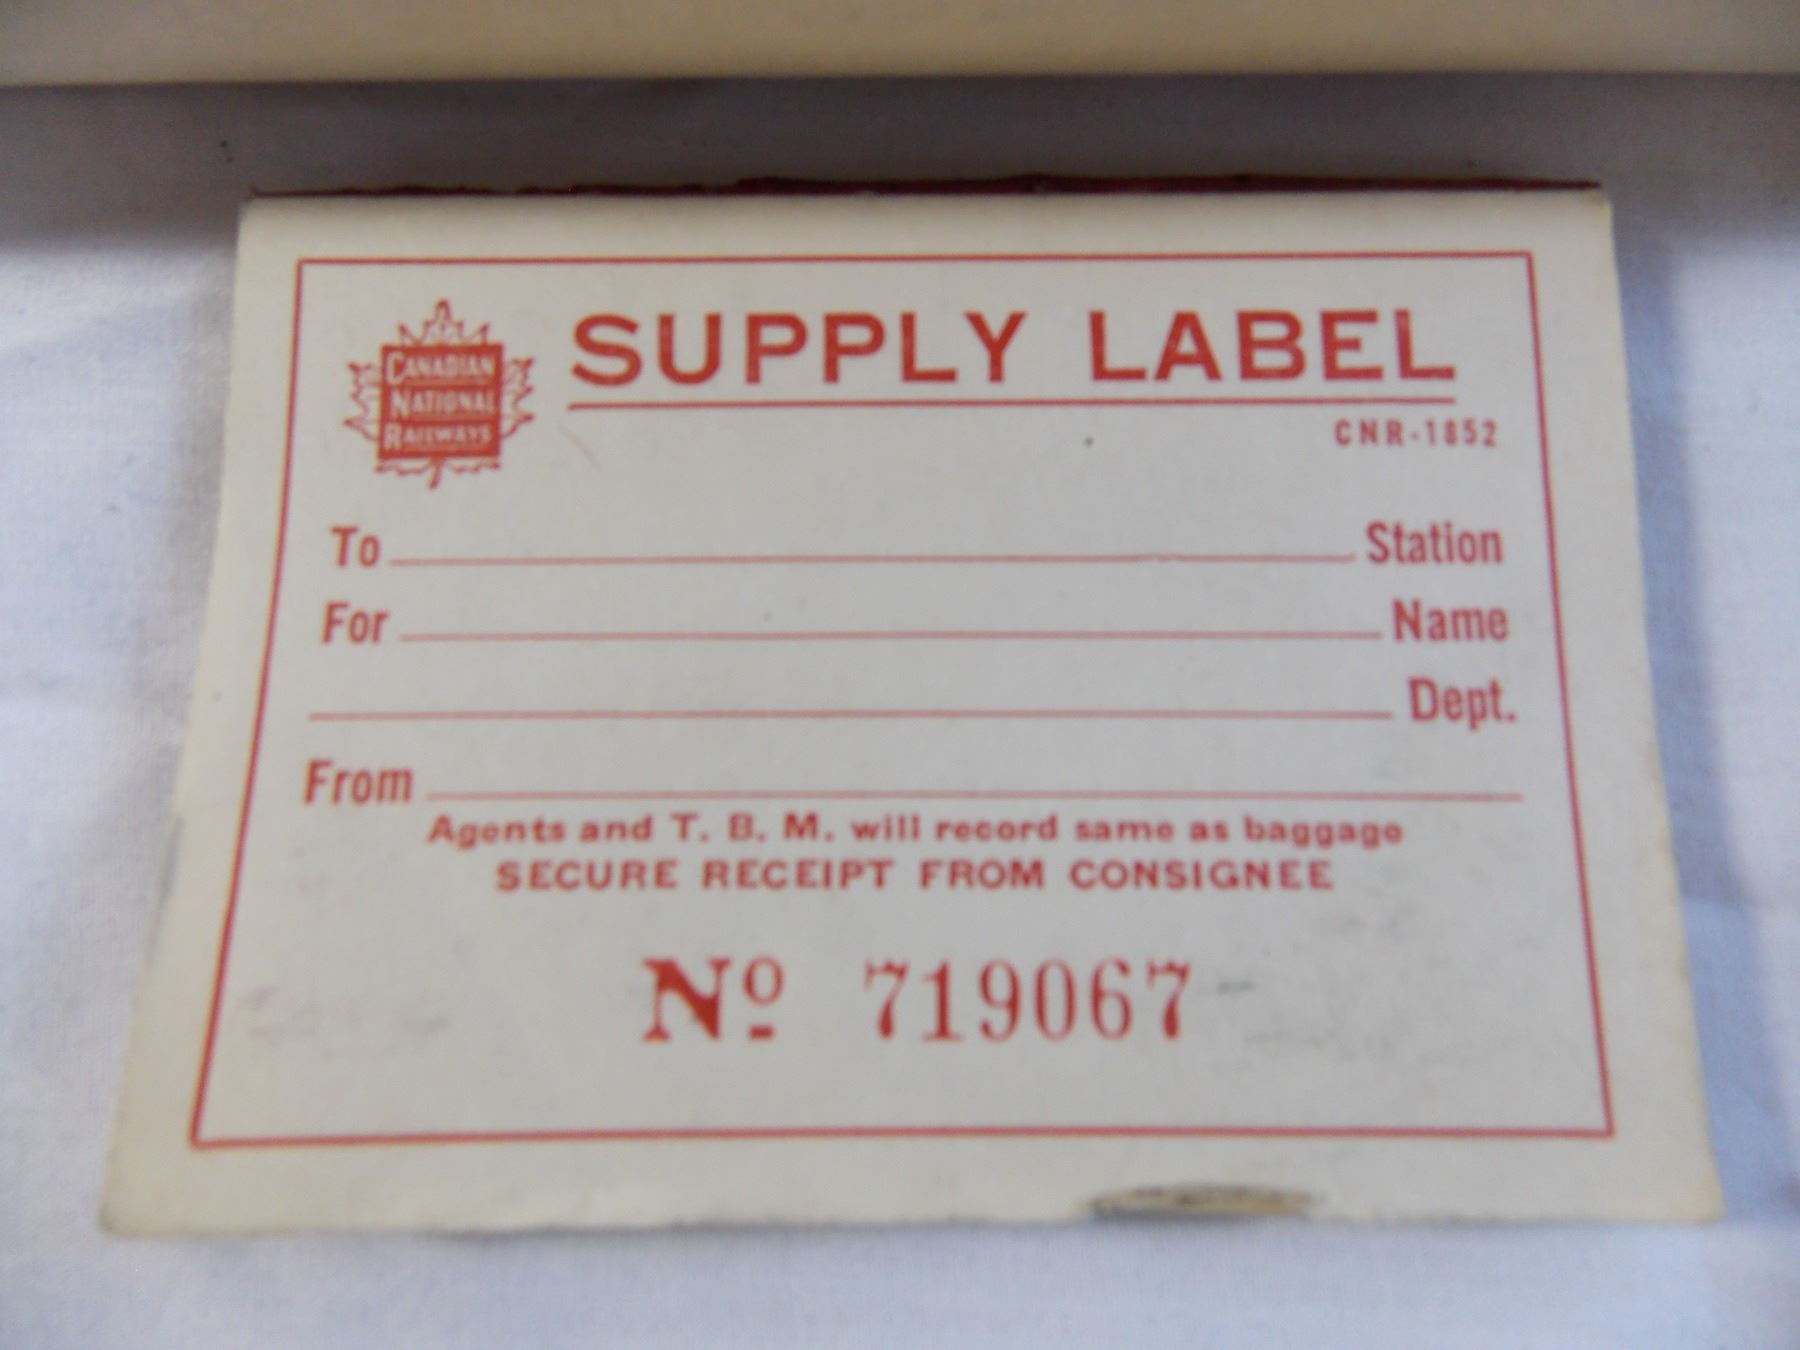 CANADIAN
NATIONAL
RAILWAYS
SUPPLY LABEL
CNR-1852
To Station
For Name
Dept.
From
Agents and T. B. M. will record same as baggage
SECURE RECEIPT FROM CONSIGNEE
Nº 719067